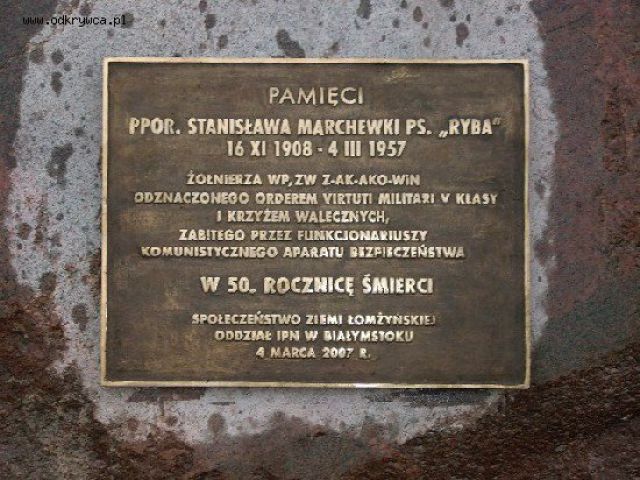 www.odkrywca.pl
PAMIĘCI
PPOR. STANISŁAWA MARCHEWKI PS. „RYBA”
16 XI 1908 - 4 III 1957
ŻOŁNIERZA WP, ZW Z-AK-AKO-WiN
ODZNACZONEGO ORDEREM VIRTUTI MILITARI V KLASY
I KRZYŻEM WALECZNYCH,
ZABITEGO PRZEZ FUNKCJONARIUSZY
KOMUNISTYCZNEGO APARATU BEZPIECZEŃSTWA
W 50. ROCZNICĘ ŚMIERCI
SPOŁECZEŃSTWO ZIEMI ŁOMŻYŃSKIEJ
ODDZIAŁ IPN W BIAŁYMSTOKU
4 MARCA 2007 R.